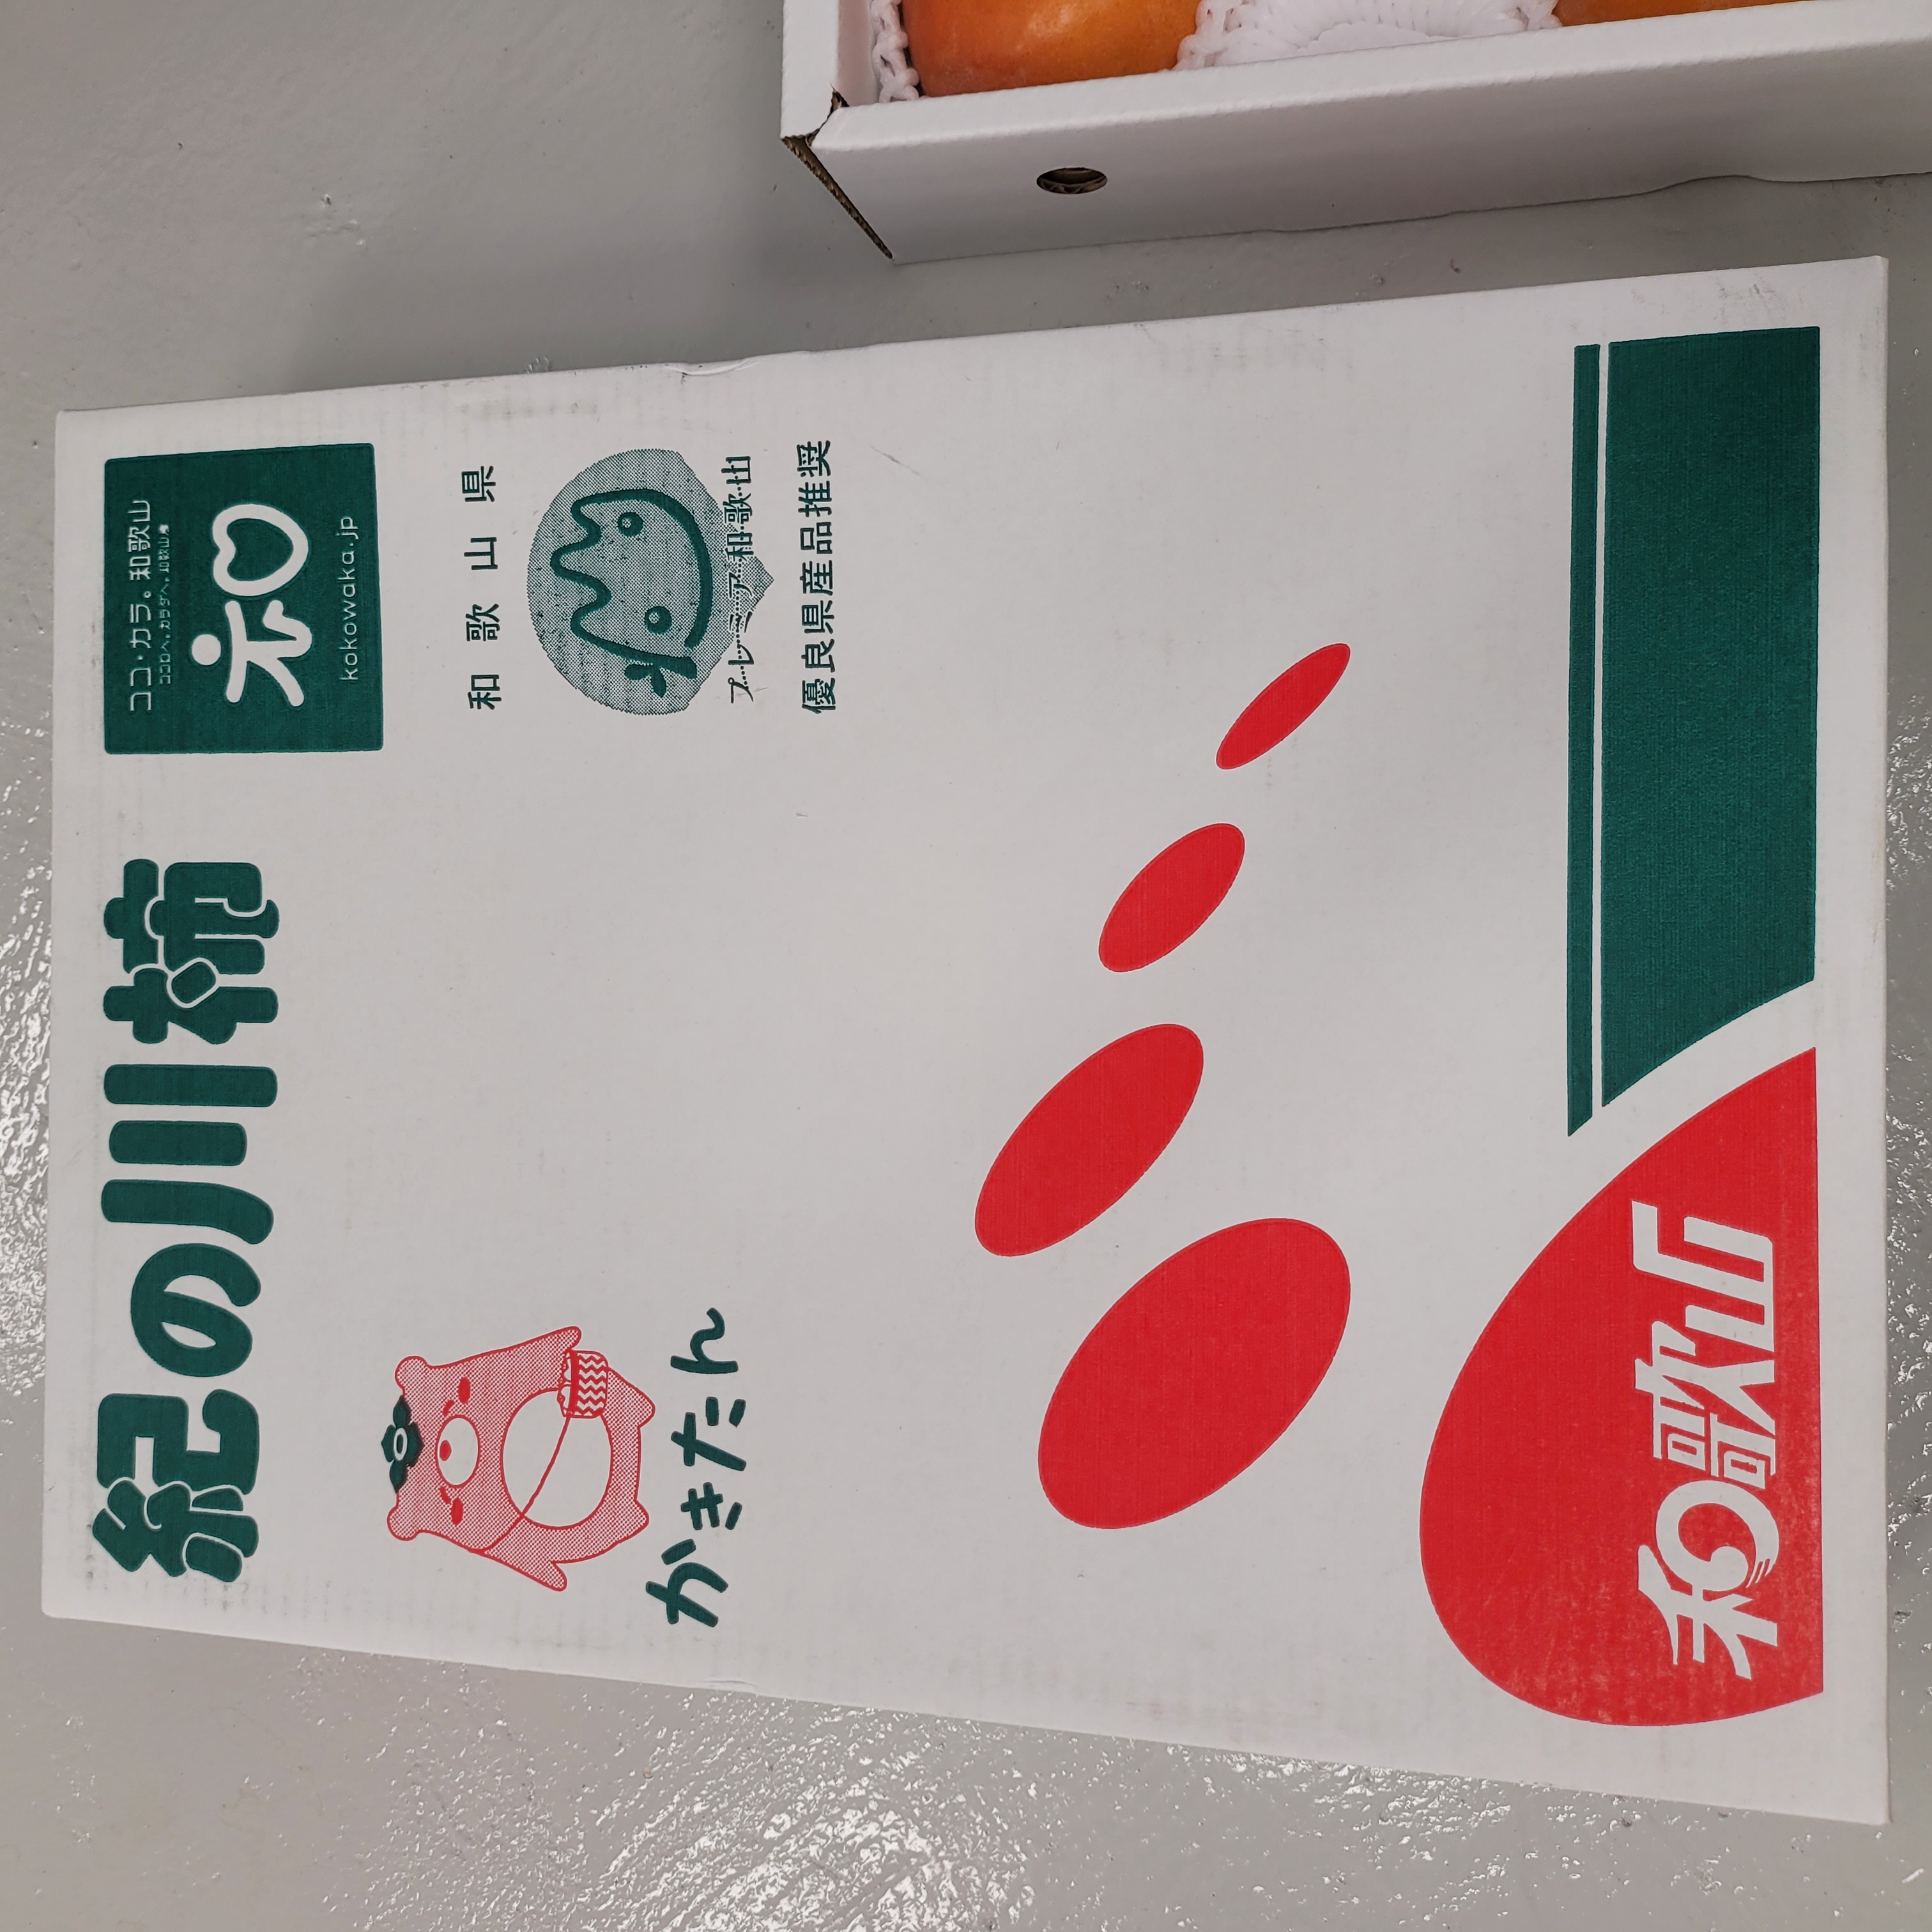 紀の川柿
ココ・カラ。和歌山
ココロへ。カラダへ。和歌山から
kokowaka.jp
和歌山県
プレミア和歌山
優良県産品推奨
かきたん
和歌山